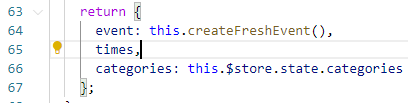 63 return {
64 event: this.createFreshEvent(),
65 times,
66 categories: this.$store.state.categories
67 };